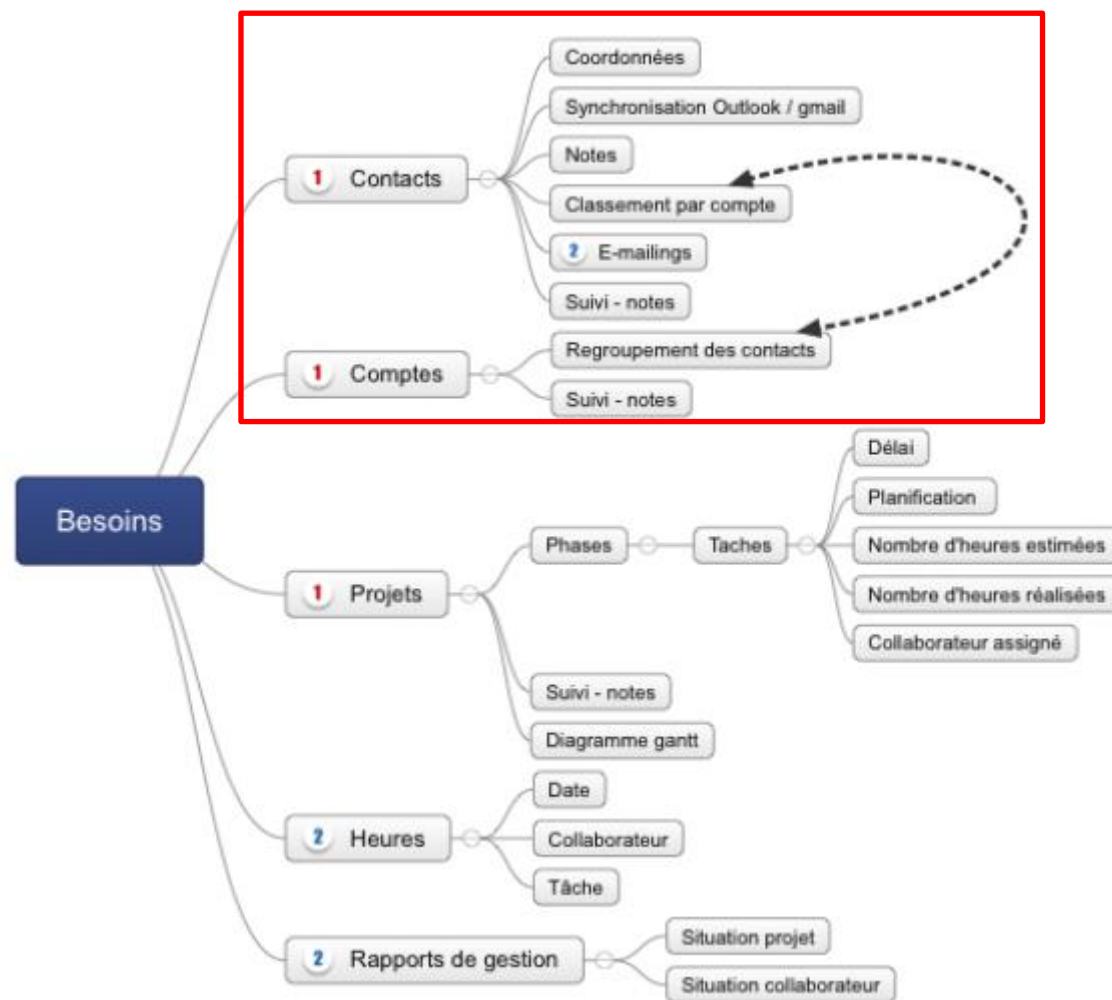 Besoins
1 Contacts
Coordonnées
Synchronisation Outlook / gmail
Notes
Classement par compte
2 E-mailings
Suivi - notes
1 Comptes
Regroupement des contacts
Suivi - notes
1 Projets
Phases
Taches
Délai
Planification
Nombre d'heures estimées
Nombre d'heures réalisées
Collaborateur assigné
Suivi - notes
Diagramme gantt
2 Heures
Date
Collaborateur
Tâche
2 Rapports de gestion
Situation projet
Situation collaborateur